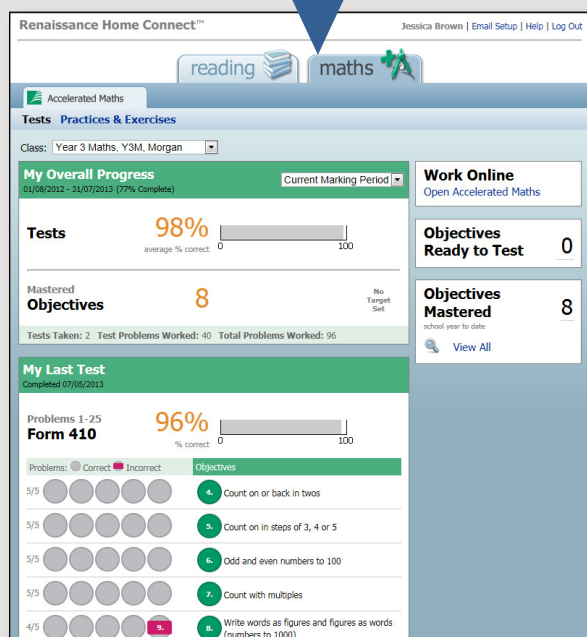 Renaissance Home Connect™
Jessica Brown | Email Setup | Help | Log Out
reading
maths
Accelerated Maths
Tests Practices & Exercises
Class: Year 3 Maths, Y3M, Morgan
My Overall Progress
01/08/2012 - 31/07/2013 (77% Complete)
Current Marking Period
Tests
98%
average % correct
0 100
Mastered
Objectives
8
No
Target
Set
Tests Taken: 2 Test Problems Worked: 40 Total Problems Worked: 96
Work Online
Open Accelerated Maths
Objectives
Ready to Test
0
Objectives
Mastered
school year to date
8
View All
My Last Test
Completed 07/05/2013
Problems 1-25
Form 410
96%
% correct
0 100
Problems: Correct Incorrect
Objectives
5/5 4. Count on or back in twos
5/5 5. Count on in steps of 3, 4 or 5
5/5 6. Odd and even numbers to 100
5/5 7. Count with multiples
4/5 9. 8. Write words as figures and figures as words
(numbers to 1000)